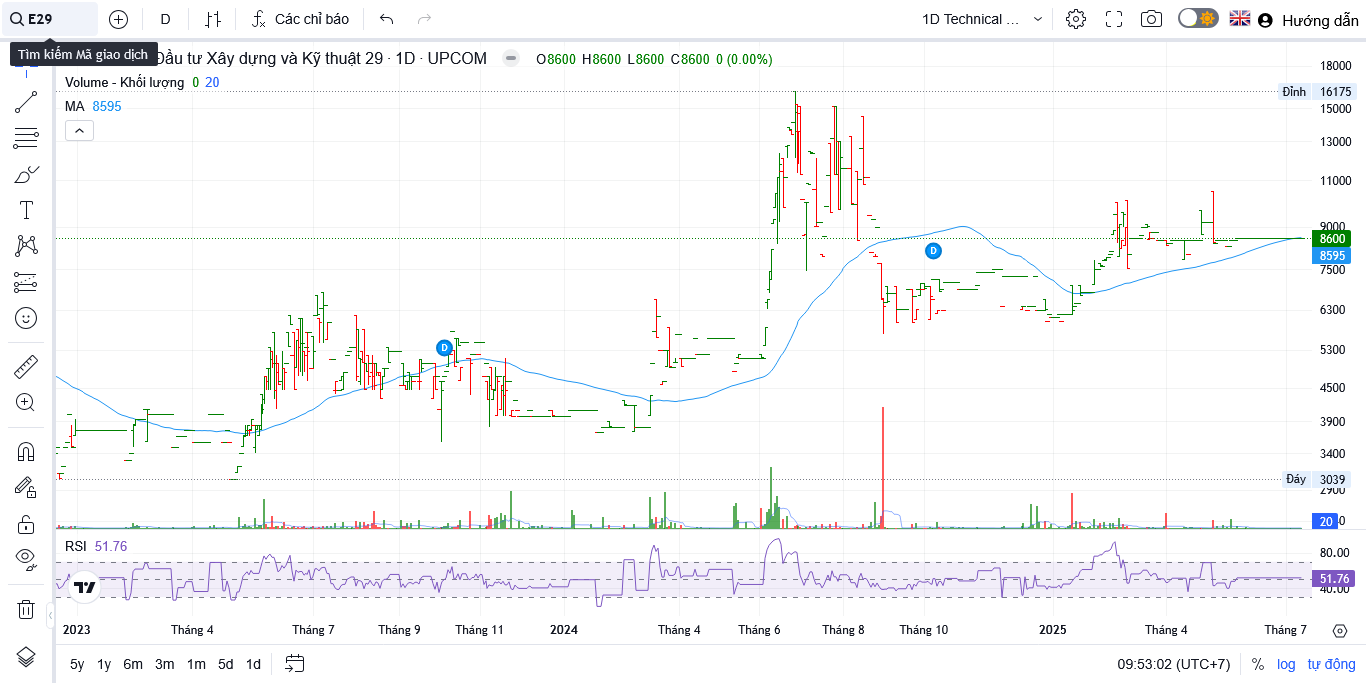 E29
D
Các chỉ báo
1D Technical ...
Hướng dẫn
Tìm kiếm Mã giao dịch
Đầu tư Xây dựng và Kỹ thuật 29 · 1D · UPCOM
O8600 H8600 L8600 C8600 0 (0.00%)
Volume - Khối lượng 0 20
MA 8595
18000
Đỉnh 16175
15000
13000
11000
9000
8600
8595
7500
6300
5300
4500
3900
3400
Đáy 3039
2900
20
D
D
RSI 51.76
80.00
51.76
40.00
2023 Tháng 4 Tháng 7 Tháng 9 Tháng 11 2024 Tháng 4 Tháng 6 Tháng 8 Tháng 10 2025 Tháng 4 Tháng 7
5y 1y 6m 3m 1m 5d 1d
09:53:02 (UTC+7) % log tự động